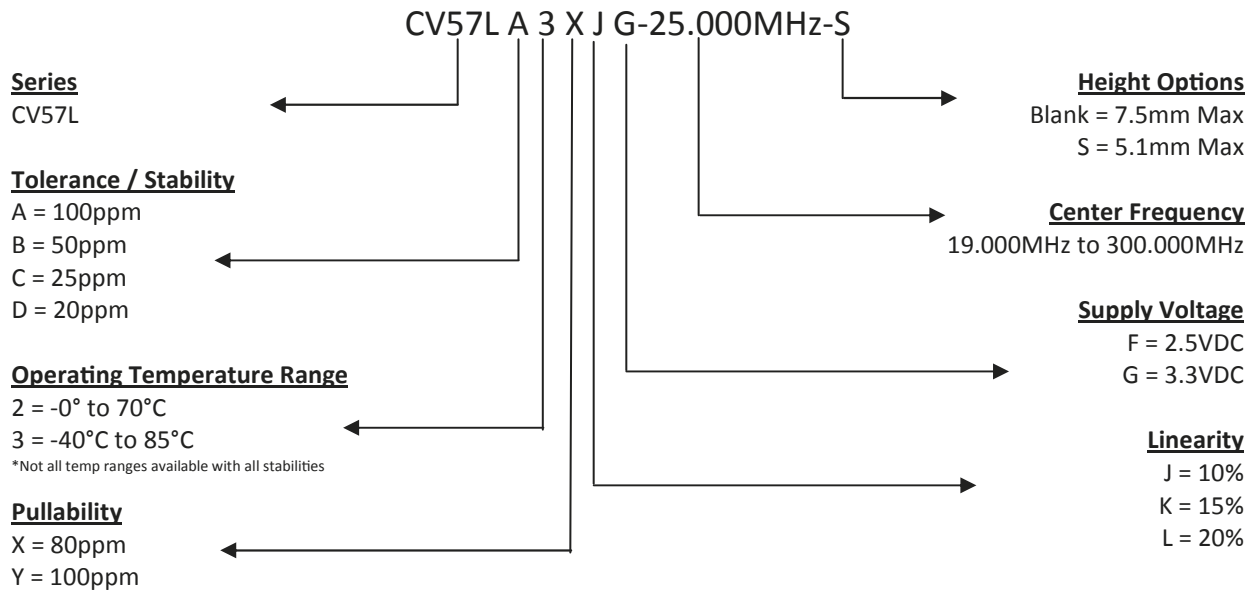 CV57L A 3 X J G-25.000MHz-S
Series
CV57L
Tolerance / Stability
A = 100ppm
B = 50ppm
C = 25ppm
D = 20ppm
Operating Temperature Range
2 = -0° to 70°C
3 = -40°C to 85°C
*Not all temp ranges available with all stabilities
Pullability
X = 80ppm
Y = 100ppm
Height Options
Blank = 7.5mm Max
S = 5.1mm Max
Center Frequency
19.000MHz to 300.000MHz
Supply Voltage
F = 2.5VDC
G = 3.3VDC
Linearity
J = 10%
K = 15%
L = 20%